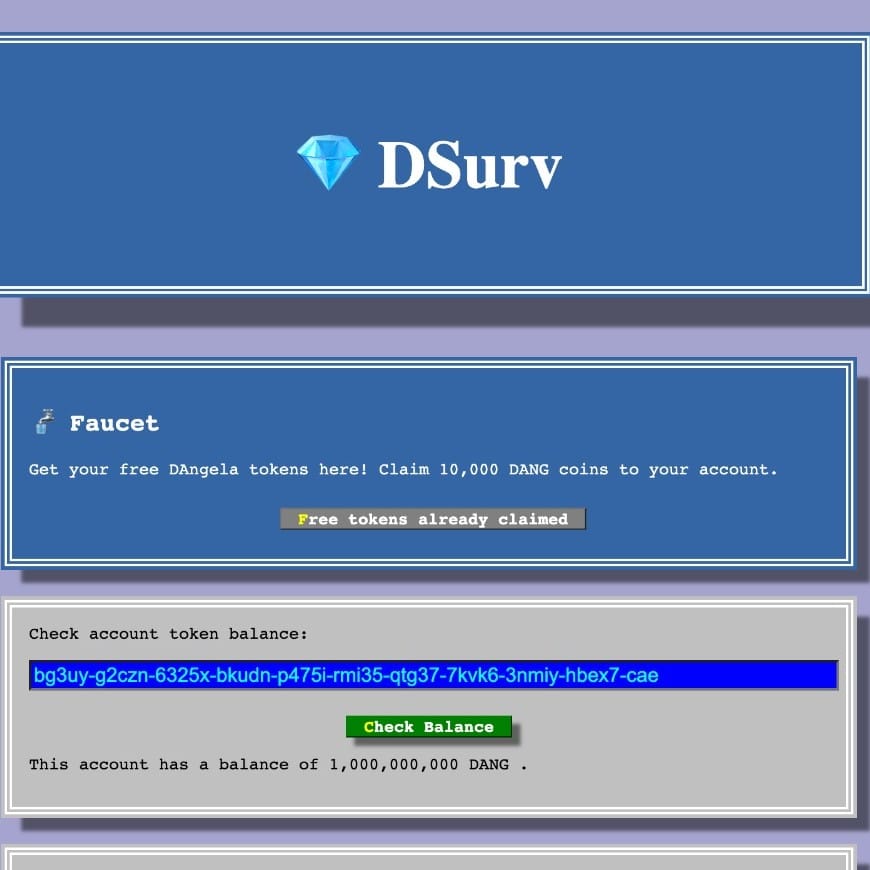 DSurv
Faucet
Get your free DAngela tokens here! Claim 10,000 DANG coins to your account.
Free tokens already claimed
Check account token balance:
bg3uy-g2czn-6325x-bkudn-p475i-rmi35-qtg37-7kvk6-3nmiy-hbex7-cae
Check Balance
This account has a balance of 1,000,000,000 DANG .